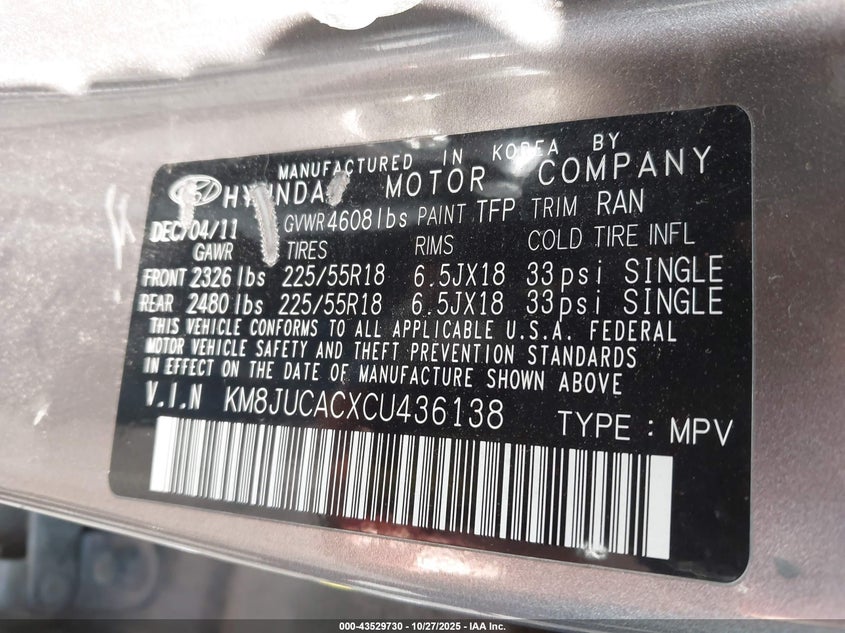 MANUFACTURED IN KOREA BY
HYUNDAI MOTOR COMPANY
DEC/04/11 GVWR 4608lbs PAINT TFP TRIM RAN
GAWR TIRES RIMS COLD TIRE INFL
FRONT 2326 lbs 225/55R18 6.5JX18 33psi SINGLE
REAR 2480 lbs 225/55R18 6.5JX18 33psi SINGLE
THIS VEHICLE CONFORMS TO ALL APPLICABLE U.S.A. FEDERAL
MOTOR VEHICLE SAFETY AND THEFT PREVENTION STANDARDS
IN EFFECT ON THE DATE OF MANUFACTURE SHOWN ABOVE
V.I.N KM8JUCACXCU436138 TYPE : MPV
000-43529730 - 10/27/2025 - IAA Inc.